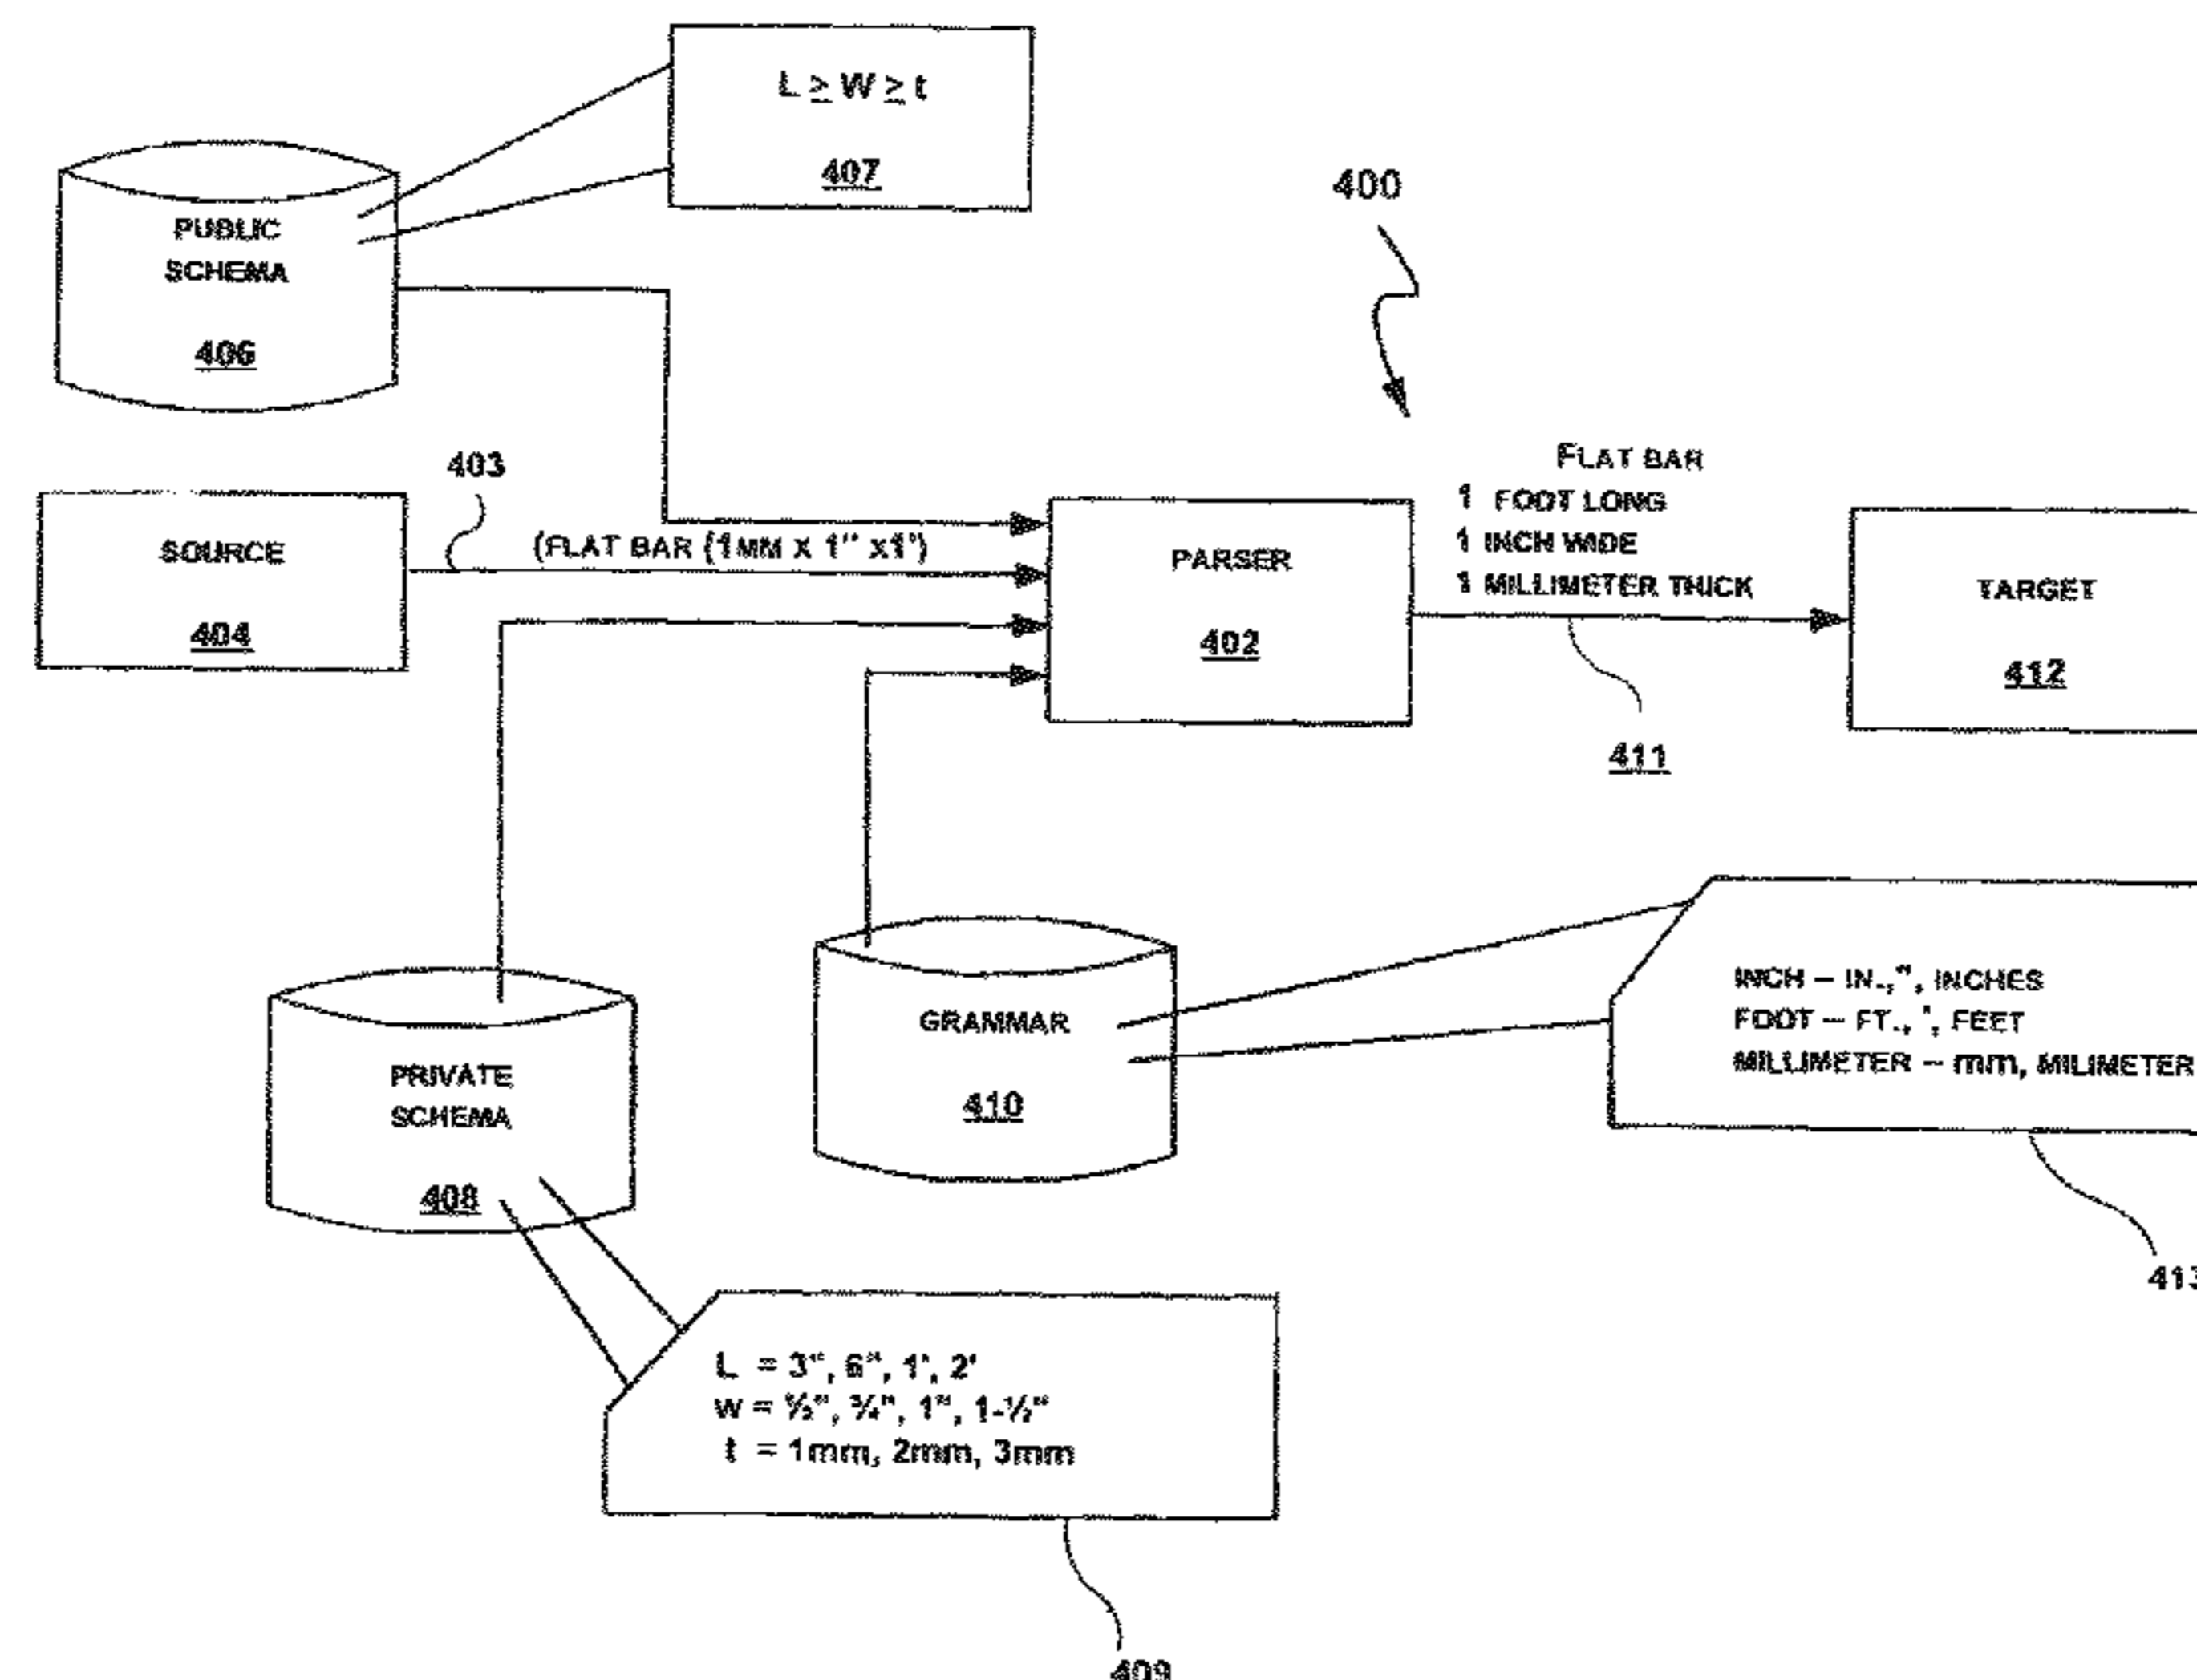 L ≥ W ≥ t
407
PUBLIC
SCHEMA
406
400
403
SOURCE
404
(FLAT BAR (1MM X 1" X1')
PARSER
402
FLAT BAR
1 FOOT LONG
1 INCH WIDE
1 MILLIMETER THICK
411
TARGET
412
GRAMMAR
410
INCH – IN.,", INCHES
FOOT – FT., ', FEET
MILLIMETER – mm, MILIMETER
413
PRIVATE
SCHEMA
408
L = 3", 6", 1', 2'
W = ½", ¾", 1", 1-½"
t = 1mm, 2mm, 3mm
409